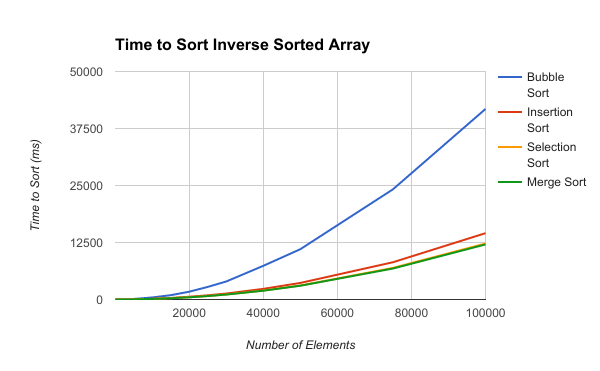 Time to Sort Inverse Sorted Array
50000
37500
25000
12500
0
Time to Sort (ms)
20000
40000
60000
80000
100000
Number of Elements
Bubble
Sort
Insertion
Sort
Selection
Sort
Merge Sort